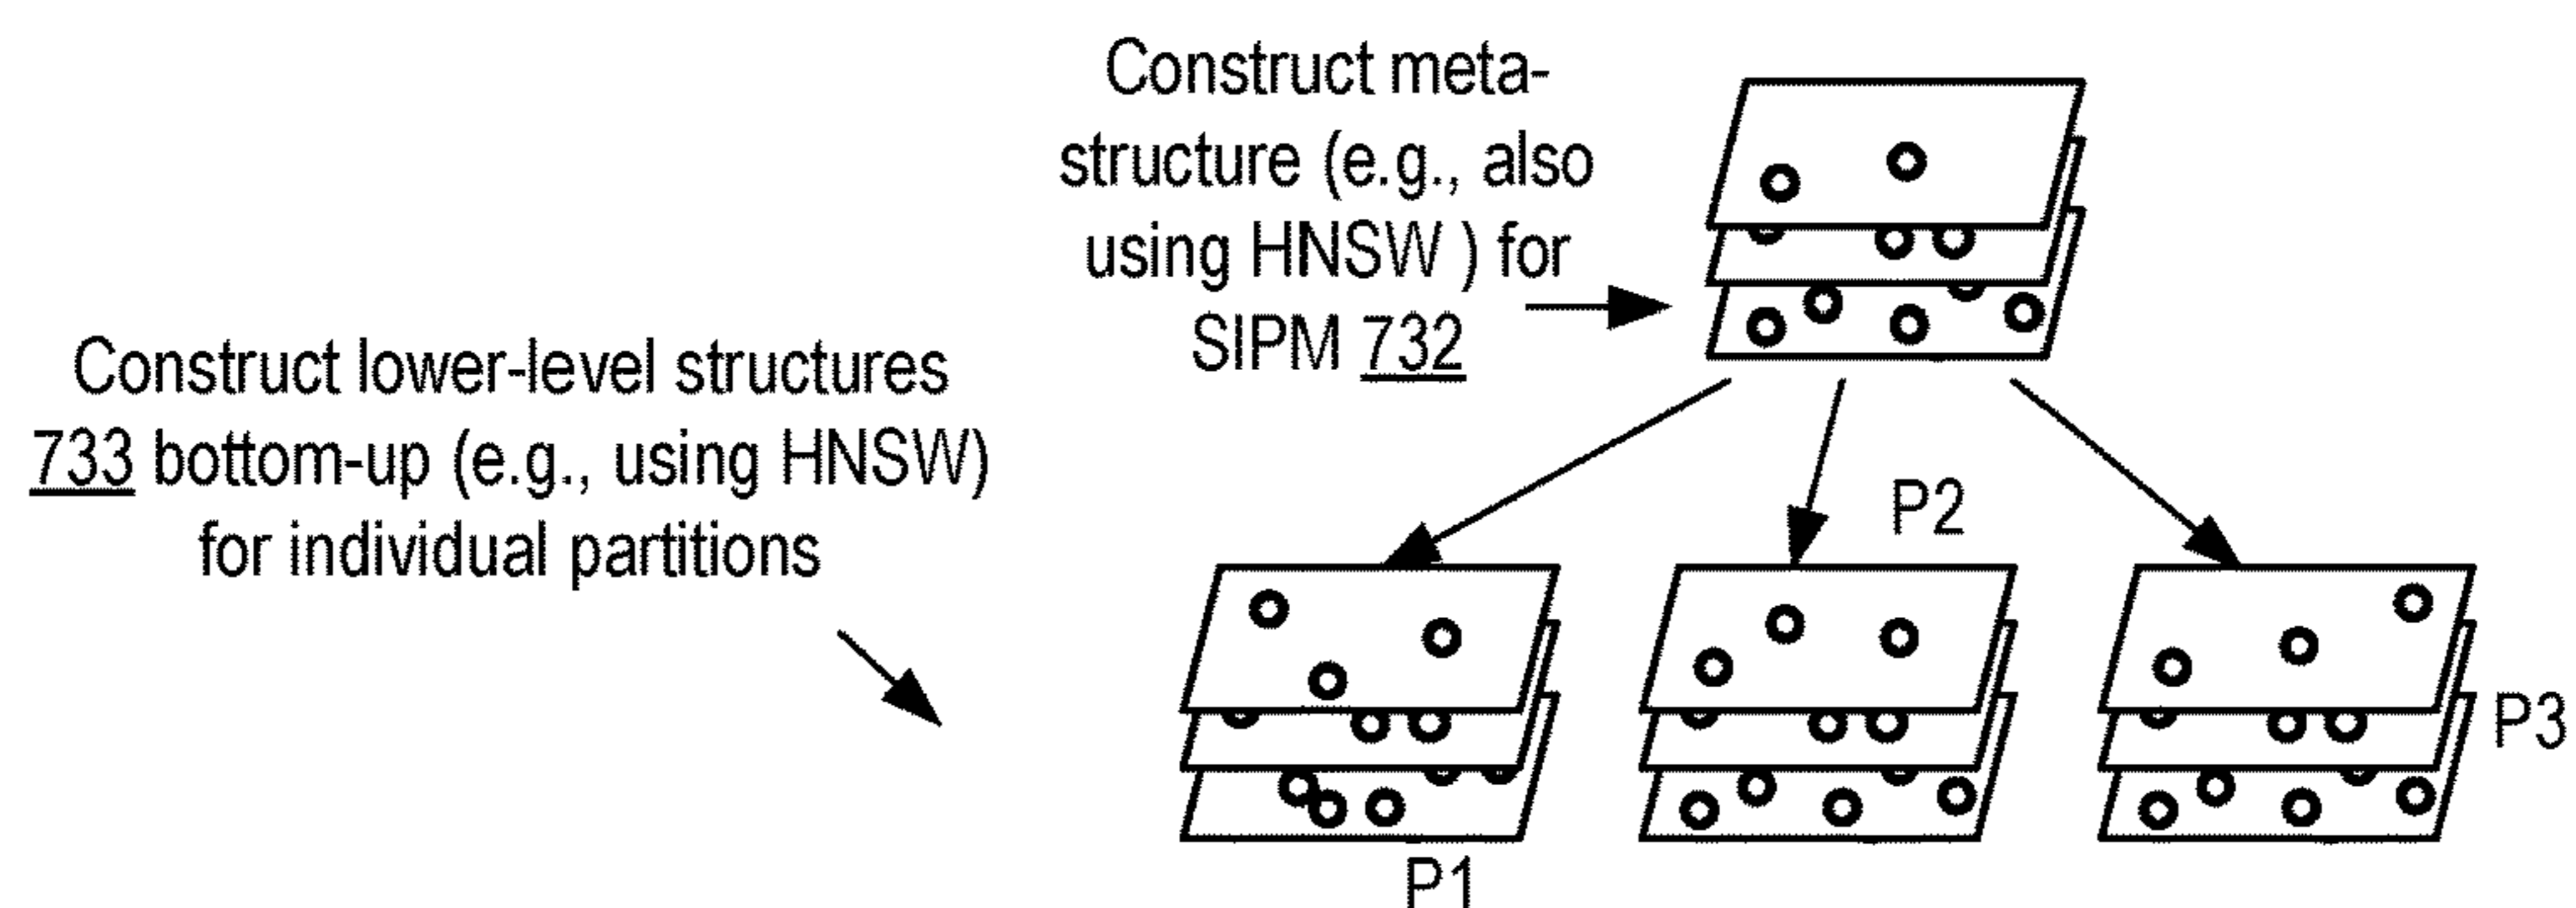 Construct meta-
structure (e.g., also
using HNSW ) for
SIPM 732
Construct lower-level structures
733 bottom-up (e.g., using HNSW)
for individual partitions
P2
P3
P1